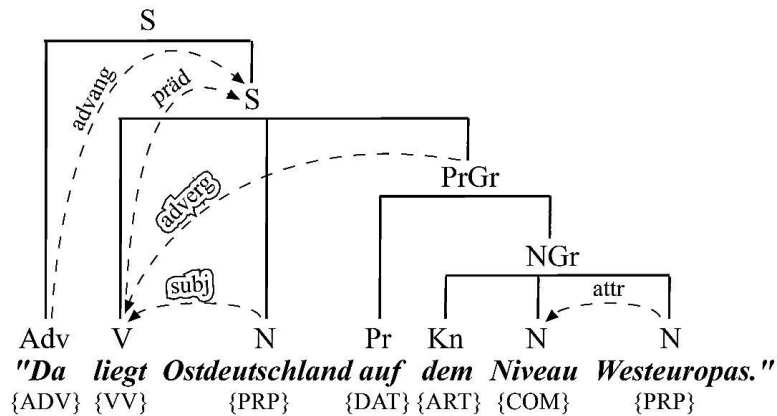 S
advang
präd
S
adverg
PrGr
NGr
subj
attr
Adv V N Pr Kn N N
"Da liegt Ostdeutschland auf dem Niveau Westeuropas."
{ADV} {VV} {PRP} {DAT} {ART} {COM} {PRP}